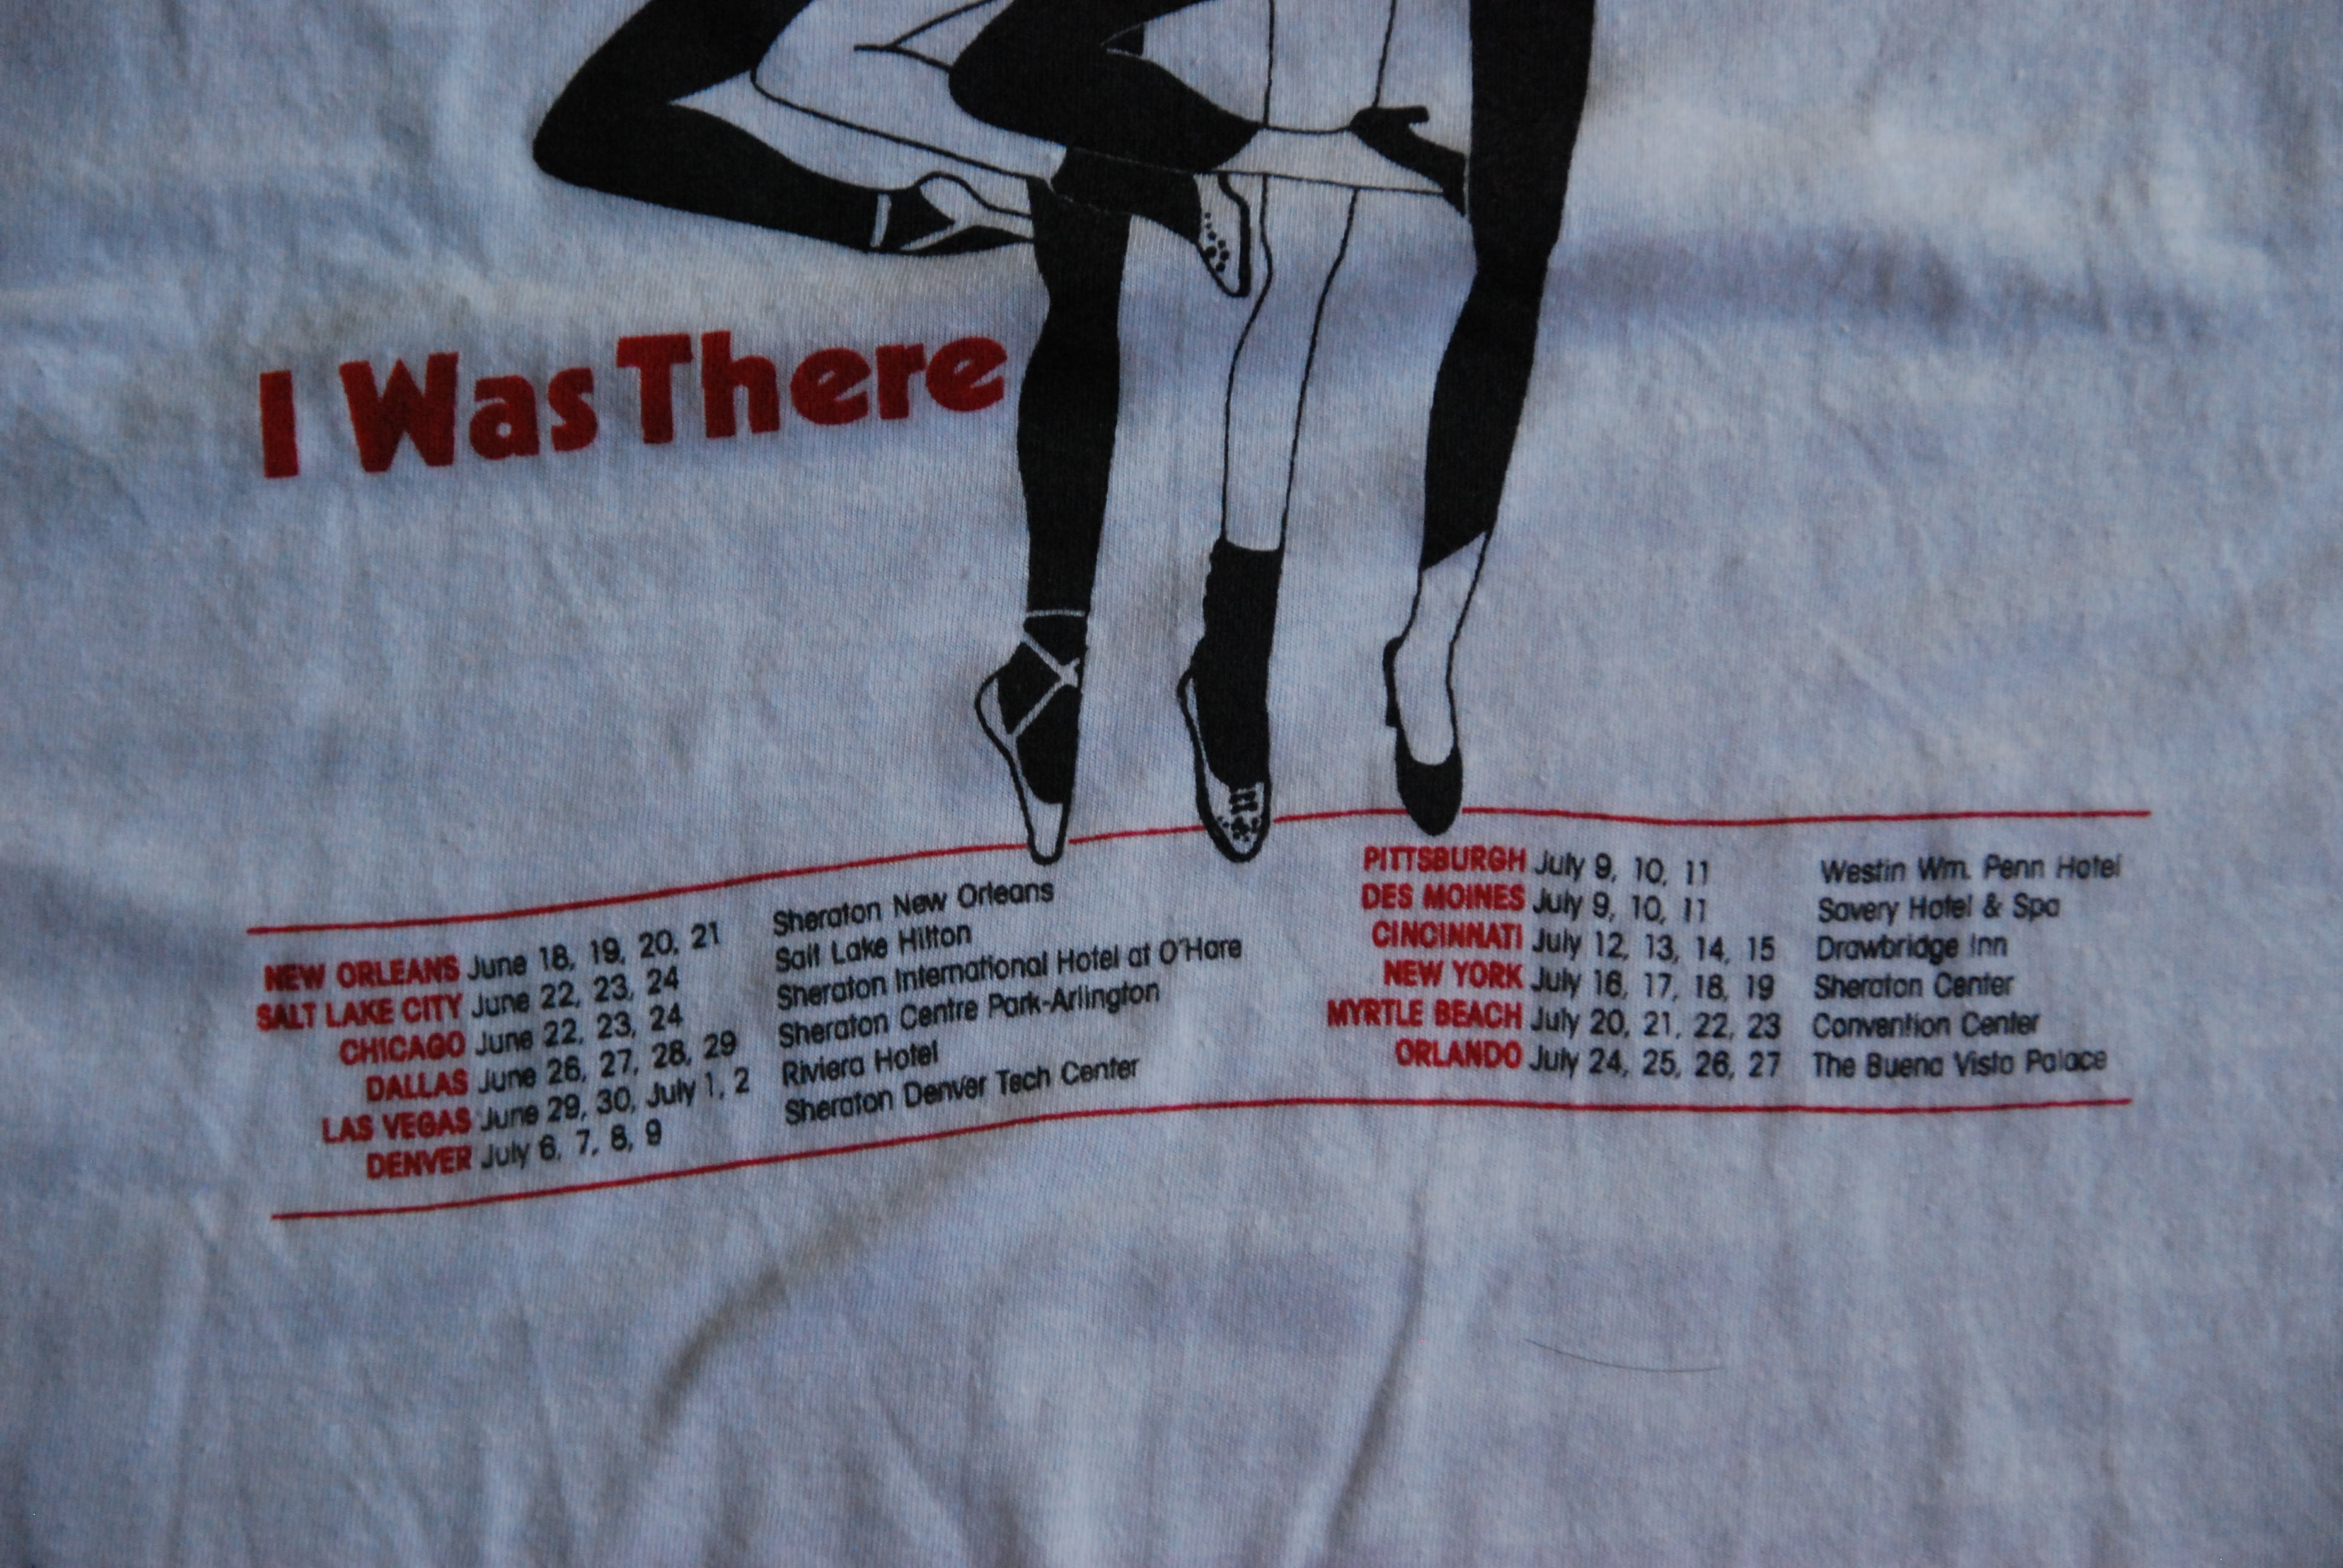 I Was There
NEW ORLEANS June 18, 19, 20, 21 Sheraton New Orleans
SALT LAKE CITY June 22, 23, 24 Salt Lake Hilton
CHICAGO June 22, 23, 24 Sheraton International Hotel at O'Hare
DALLAS June 26, 27, 28, 29 Sheraton Centre Park-Arlington
LAS VEGAS June 29, 30, July 1, 2 Riviera Hotel
DENVER July 6, 7, 8, 9 Sheraton Denver Tech Center
PITTSBURGH July 9, 10, 11 Westin Wm. Penn Hotel
DES MOINES July 9, 10, 11 Savery Hotel & Spa
CINCINNATI July 12, 13, 14, 15 Drawbridge Inn
NEW YORK July 16, 17, 18, 19 Sheraton Center
MYRTLE BEACH July 20, 21, 22, 23 Convention Center
ORLANDO July 24, 25, 26, 27 The Buena Vista Palace